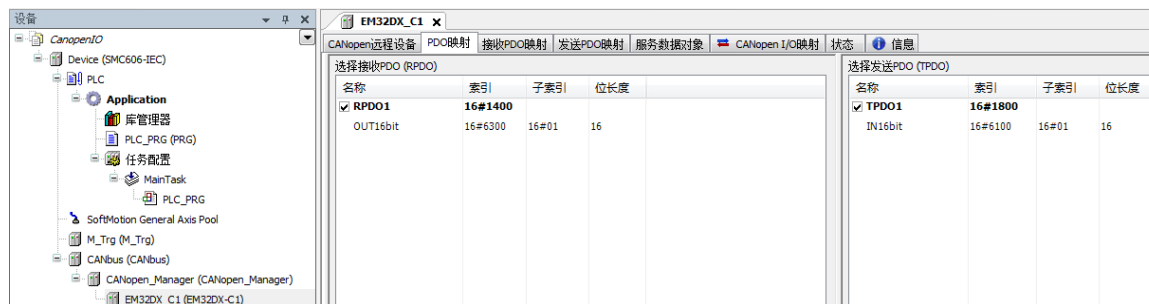 设备
CanopenIO
Device (SMC606-IEC)
PLC
Application
库管理器
PLC_PRG (PRG)
任务配置
MainTask
PLC_PRG
SoftMotion General Axis Pool
M_Trg (M_Trg)
CANbus (CANbus)
CANopen_Manager (CANopen_Manager)
EM32DX_C1 (EM32DX-C1)
EM32DX_C1
CANopen远程设备 PDO映射 接收PDO映射 发送PDO映射 服务数据对象 CANopen I/O映射 状态 信息
选择接收PDO (RPDO)
名称 索引 子索引 位长度
RPDO1 16#1400
OUT16bit 16#6300 16#01 16
选择发送PDO (TPDO)
名称 索引 子索引 位长度
TPDO1 16#1800
IN16bit 16#6100 16#01 16